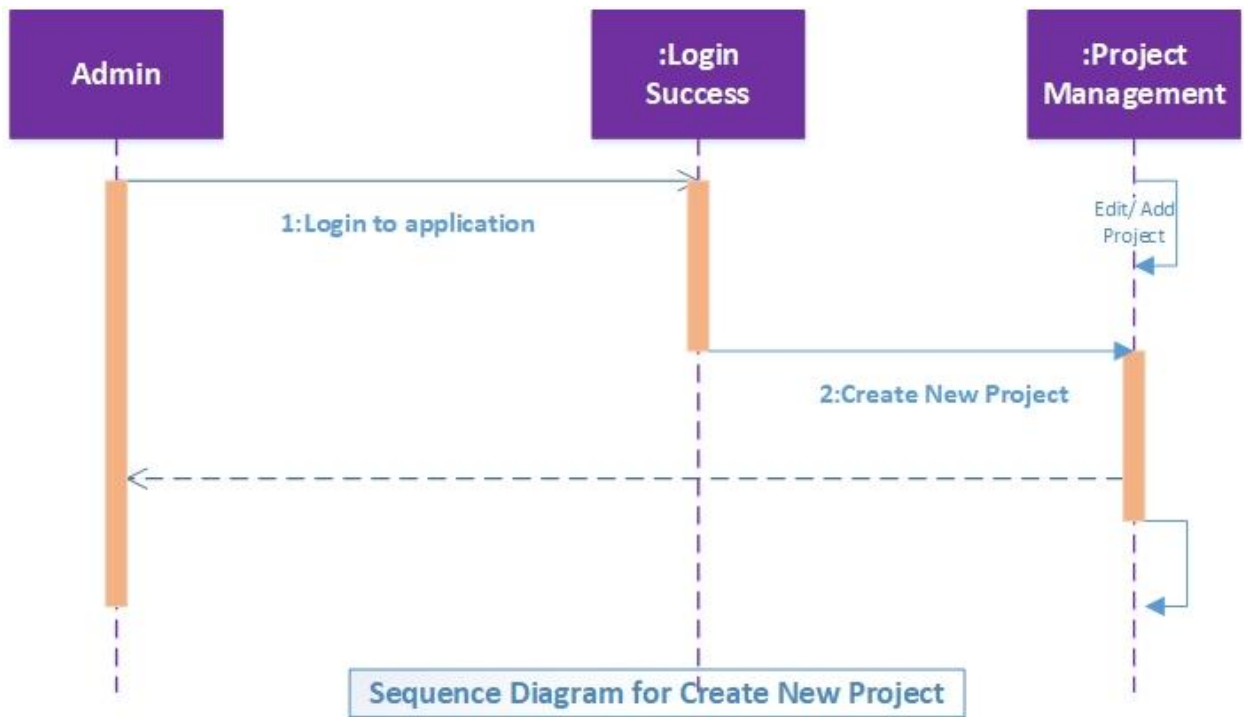 Admin
:Login
Success
:Project
Management
Edit/ Add
Project
1:Login to application
2:Create New Project
Sequence Diagram for Create New Project